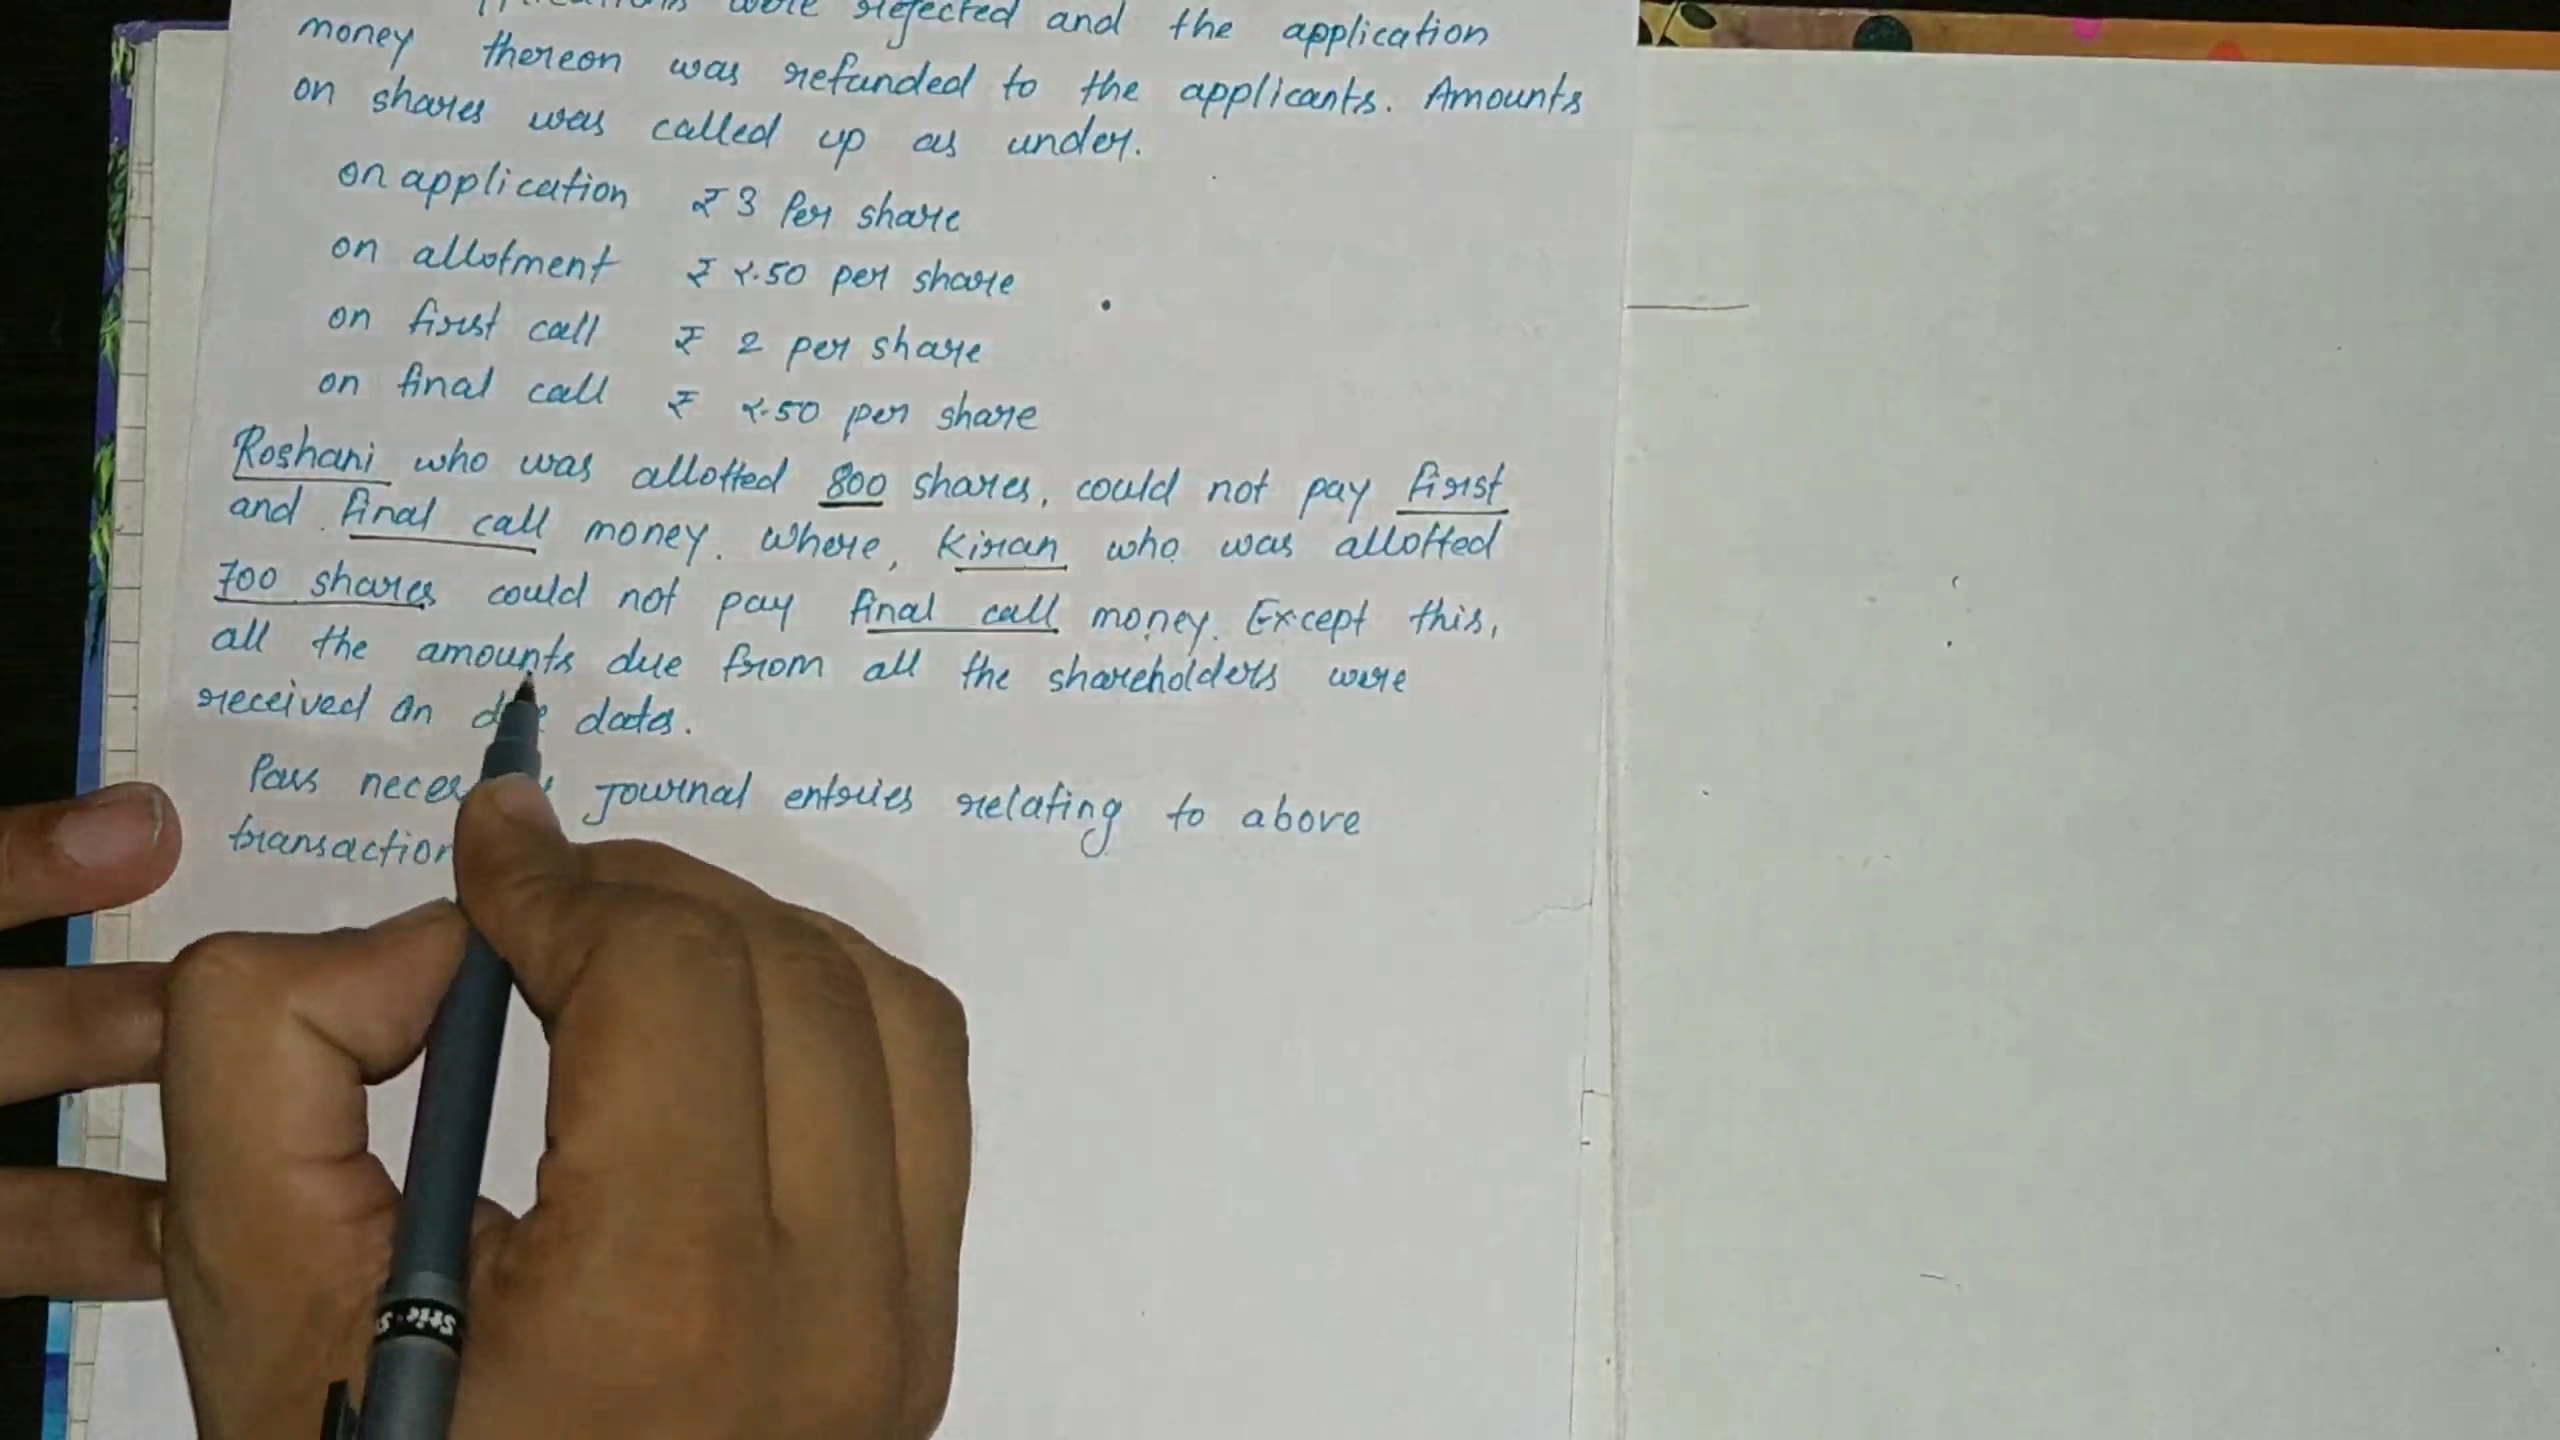 were rejected and the application
money thereon was refunded to the applicants. Amounts
on shares was called up as under.
on application ₹ 3 Per share
on allotment ₹ २.50 per share
on first call ₹ 2 per share
on final call ₹ २.50 per share
Roshani who was allotted 800 shares, could not pay first
and final call money. Where, Kiran who was allotted
700 shares could not pay final call money. Except this,
all the amounts due from all the shareholders were
received on dates.
Pass journal entries relating to above